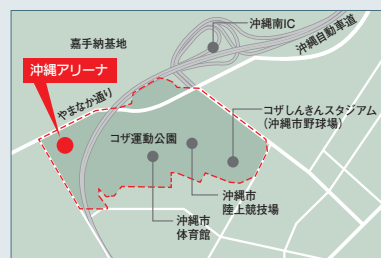 沖縄南IC
沖縄自動車道
嘉手納基地
沖縄アリーナ
やまなか通り
コザしんきんスタジアム
(沖縄市野球場)
コザ運動公園
沖縄市
陸上競技場
沖縄市
体育館